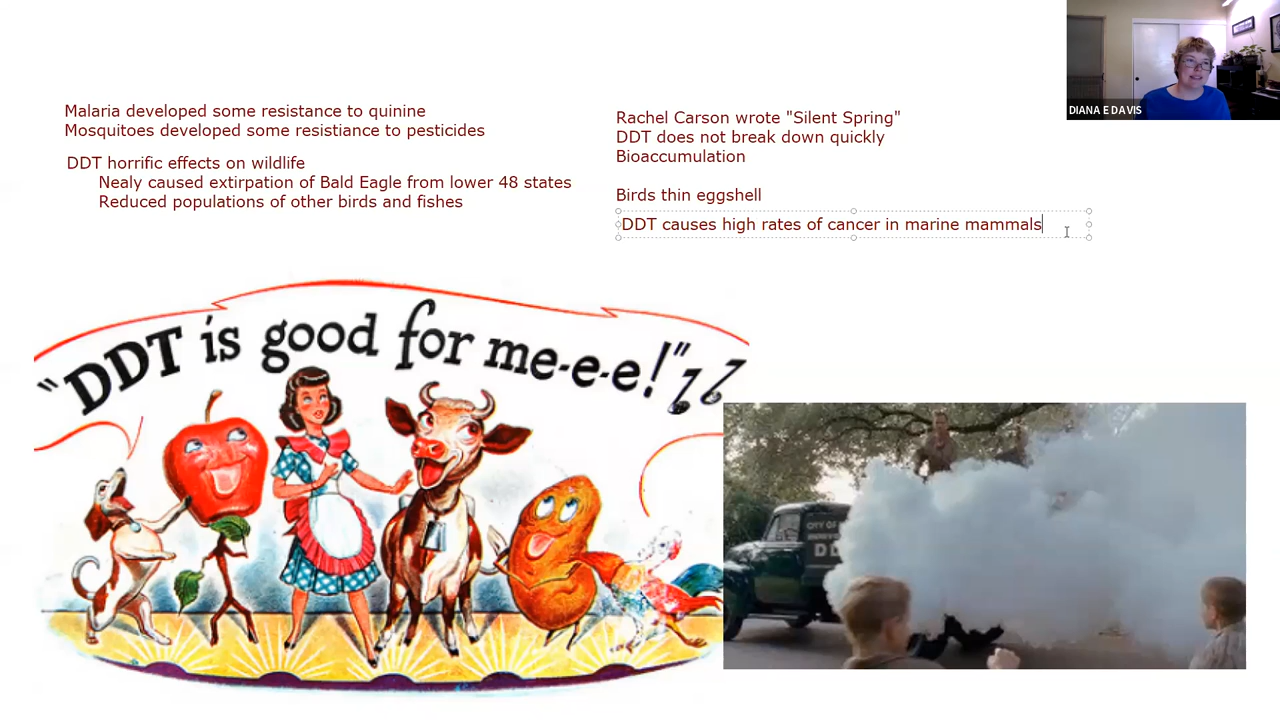 DIANA E DAVIS
Malaria developed some resistance to quinine
Mosquitoes developed some resistiance to pesticides
DDT horrific effects on wildlife
Nealy caused extirpation of Bald Eagle from lower 48 states
Reduced populations of other birds and fishes
Rachel Carson wrote "Silent Spring"
DDT does not break down quickly
Bioaccumulation
Birds thin eggshell
DDT causes high rates of cancer in marine mammals
"DDT is good for me-e-e!"
CITY OF